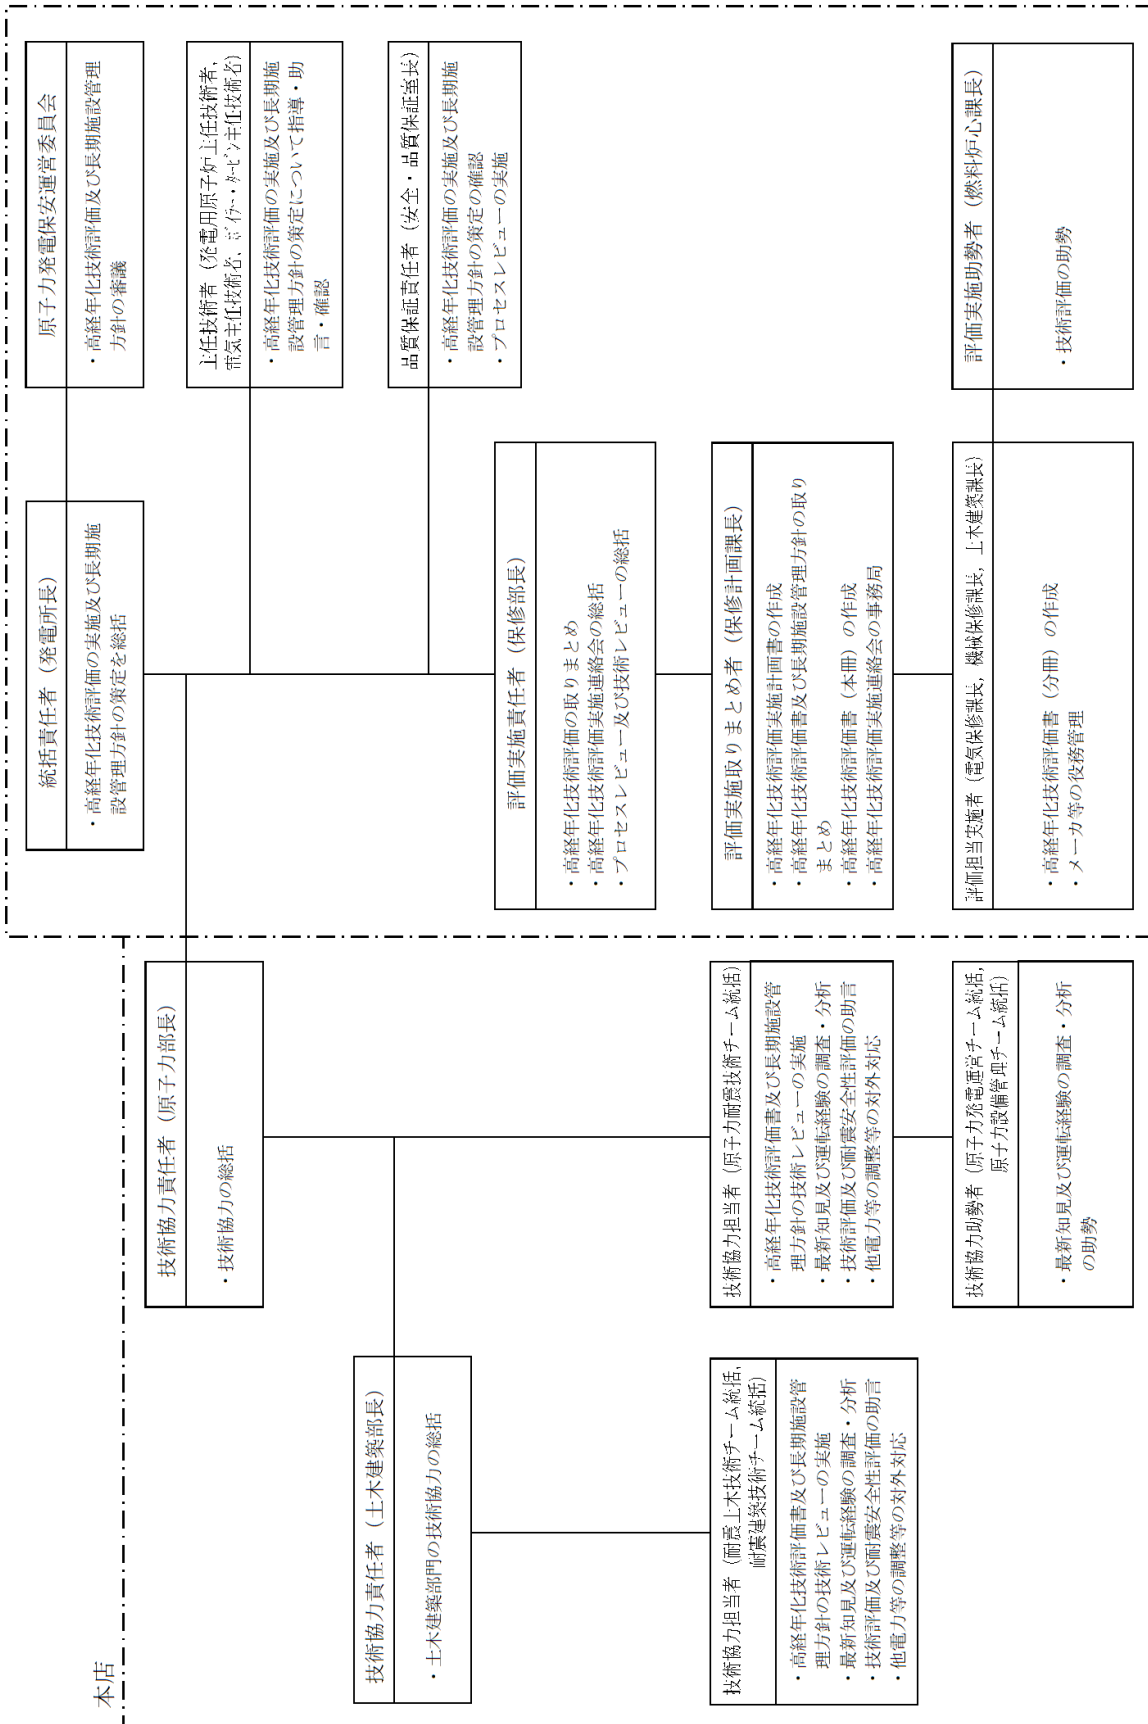 本店
技術協力責任者（原子力部長）
・技術協力の総括
技術協力責任者（土木建築部長）
・土木建築部門の技術協力の総括
技術協力担当者（耐震土木技術チーム統括，
耐震建築技術チーム統括）
・高経年化技術評価書及び長期施設管
理方針の技術レビューの実施
・最新知見及び運転経験の調査・分析
・技術評価及び耐震安全性評価の助言
・他電力等の調整等の対外対応
技術協力担当者（原子力耐震技術チーム統括）
・高経年化技術評価書及び長期施設管
理方針の技術レビューの実施
・最新知見及び運転経験の調査・分析
・技術評価及び耐震安全性評価の助言
・他電力等の調整等の対外対応
技術協力助勢者（原子力発電運営チーム統括，
原子力設備管理チーム統括）
・最新知見及び運転経験の調査・分析
の助勢
統括責任者（発電所長）
・高経年化技術評価の実施及び長期施
設管理方針の策定を総括
原子力発電保安運営委員会
・高経年化技術評価及び長期施設管理
方針の審議
主任技術者（発電用原子炉主任技術者，
電気主任技術者，ボイラー・タービン主任技術者）
・高経年化技術評価の実施及び長期施
設管理方針の策定について指導・助
言・確認
品質保証責任者（安全・品質保証室長）
・高経年化技術評価の実施及び長期施
設管理方針の策定の確認
・プロセスレビューの実施
評価実施責任者（保修部長）
・高経年化技術評価の取りまとめ
・高経年化技術評価実施連絡会の総括
・プロセスレビュー及び技術レビューの総括
評価実施取りまとめ者（保修計画課長）
・高経年化技術評価実施計画書の作成
・高経年化技術評価書及び長期施設管理方針の取り
まとめ
・高経年化技術評価書（本冊）の作成
・高経年化技術評価実施連絡会の事務局
評価担当実施者（電気保修課長，機械保修課長，土木建築課長）
・高経年化技術評価書（分冊）の作成
・メーカ等の役務管理
評価実施助勢者（燃料炉心課長）
・技術評価の助勢